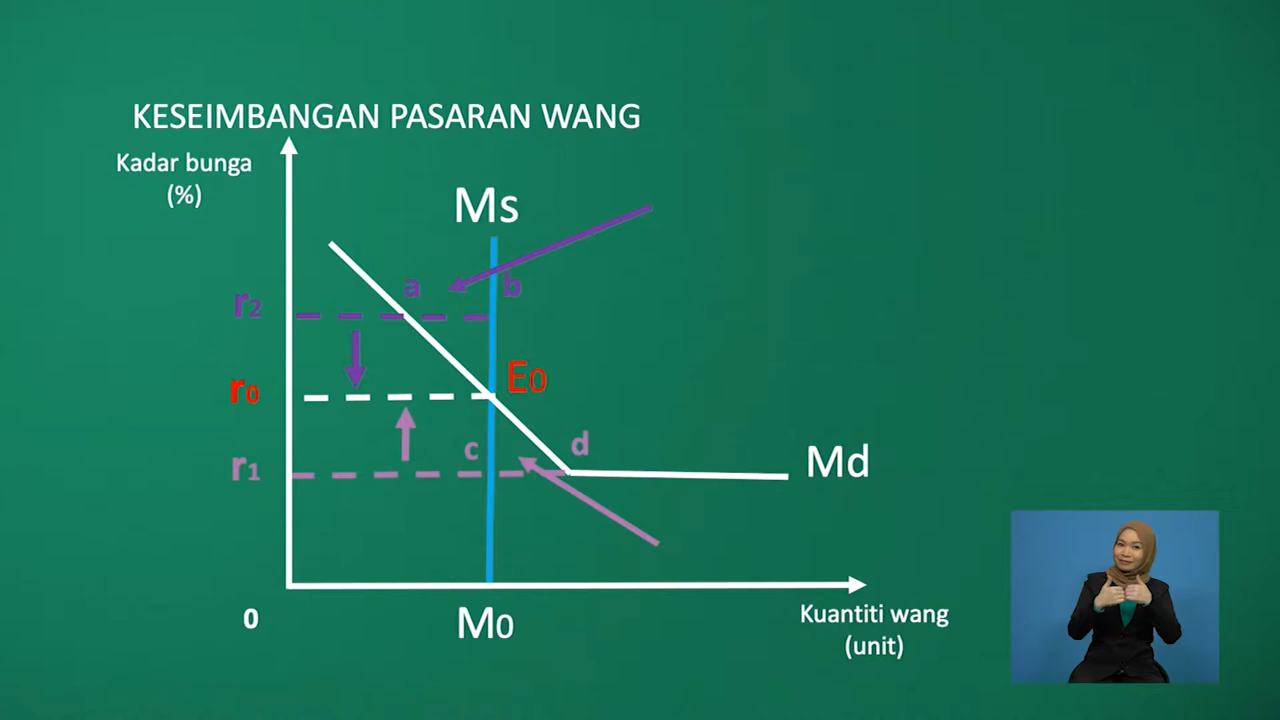 KESEIMBANGAN PASARAN WANG
Kadar bunga
(%)
Ms
a
b
r2
E0
r0
c
d
r1
Md
0
M0
Kuantiti wang
(unit)